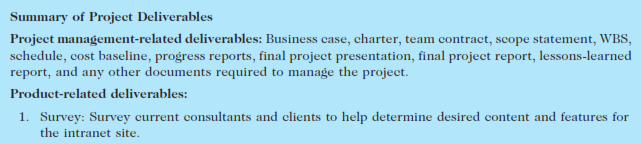 Summary of Project Deliverables
Project management-related deliverables: Business case, charter, team contract, scope statement, WBS,
schedule, cost baseline, progress reports, final project presentation, final project report, lessons-learned
report, and any other documents required to manage the project.
Product-related deliverables:
1. Survey: Survey current consultants and clients to help determine desired content and features for
the intranet site.